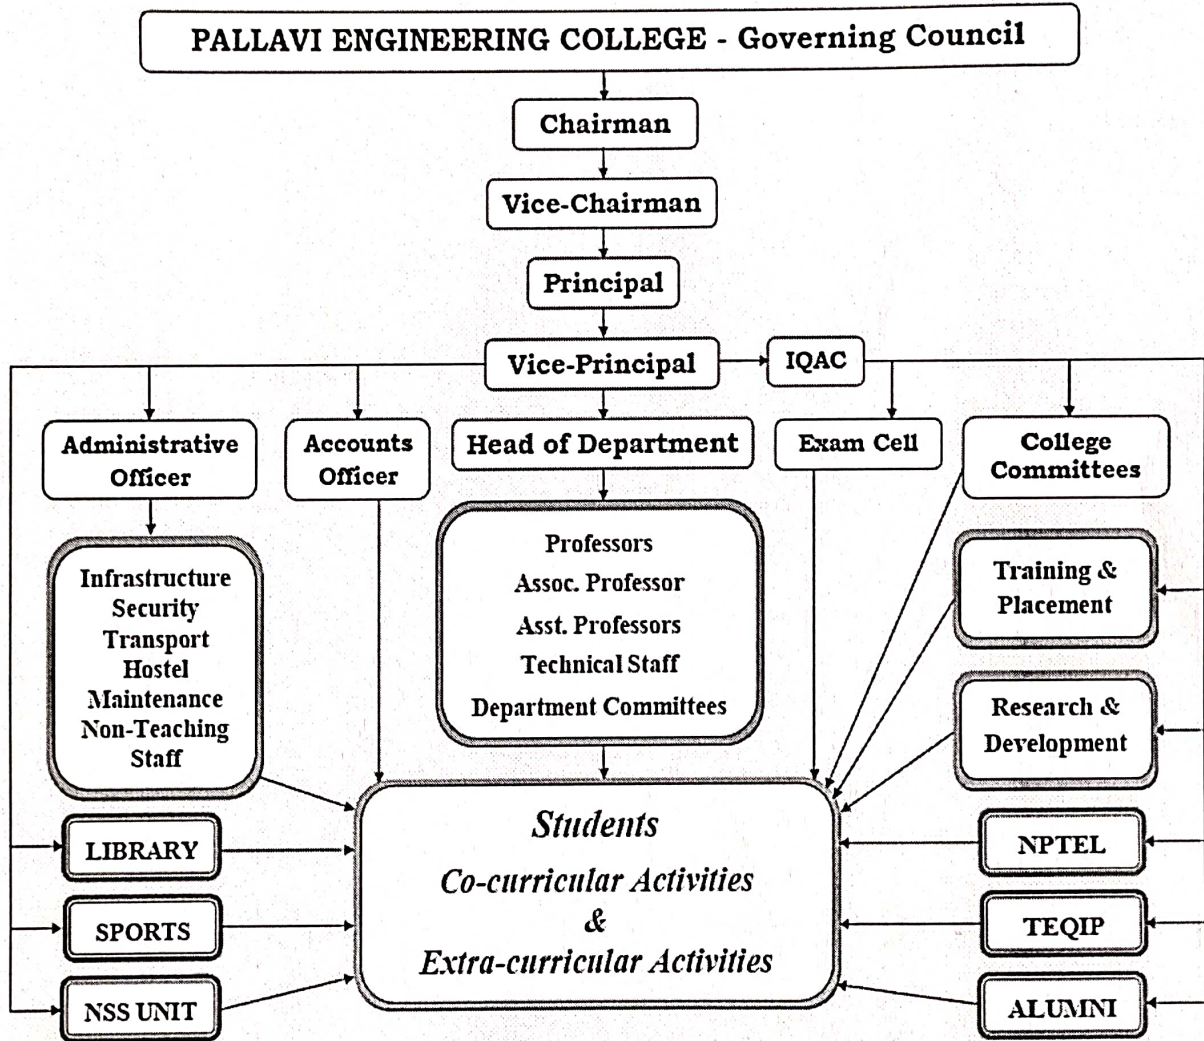 PALLAVI ENGINEERING COLLEGE - Governing Council
Chairman
Vice-Chairman
Principal
Vice-Principal
IQAC
Administrative
Officer
Accounts
Officer
Head of Department
Exam Cell
College
Committees
Infrastructure
Security
Transport
Hostel
Maintenance
Non-Teaching
Staff
Professors
Assoc. Professor
Asst. Professors
Technical Staff
Department Committees
Training &
Placement
Research &
Development
LIBRARY
SPORTS
NSS UNIT
Students
Co-curricular Activities
&
Extra-curricular Activities
NPTEL
TEQIP
ALUMNI